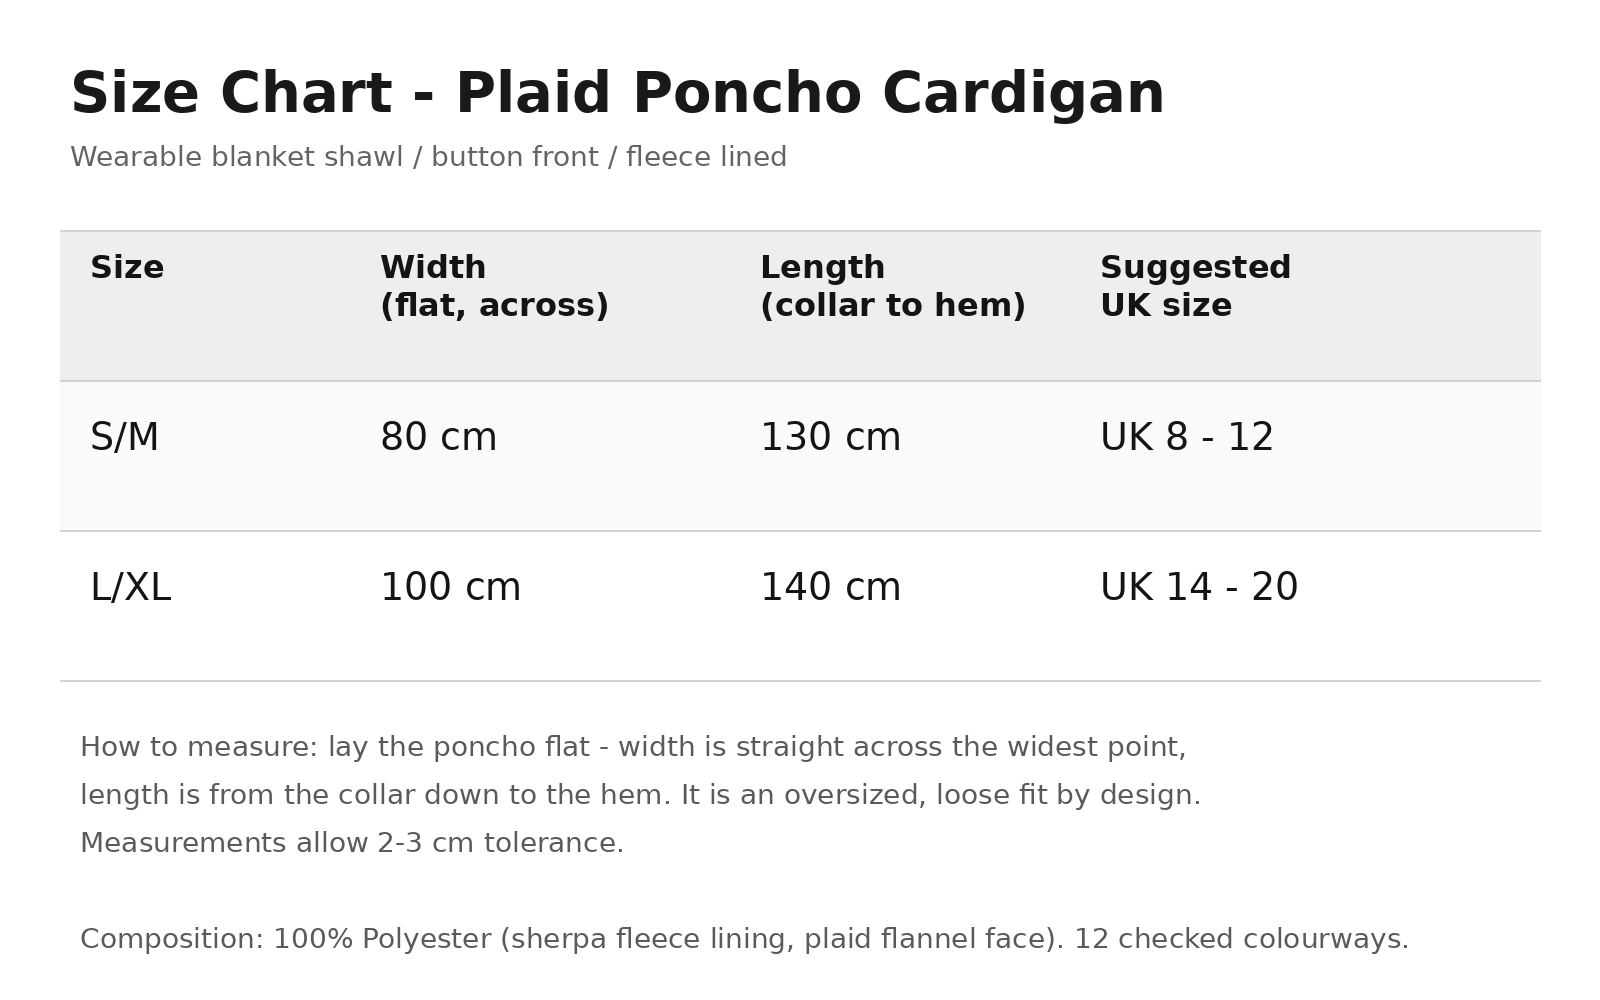 Size Chart - Plaid Poncho Cardigan
Wearable blanket shawl / button front / fleece lined
Size
Width
(flat, across)
Length
(collar to hem)
Suggested
UK size
S/M
80 cm
130 cm
UK 8 - 12
L/XL
100 cm
140 cm
UK 14 - 20
How to measure: lay the poncho flat - width is straight across the widest point,
length is from the collar down to the hem. It is an oversized, loose fit by design.
Measurements allow 2-3 cm tolerance.
Composition: 100% Polyester (sherpa fleece lining, plaid flannel face). 12 checked colourways.